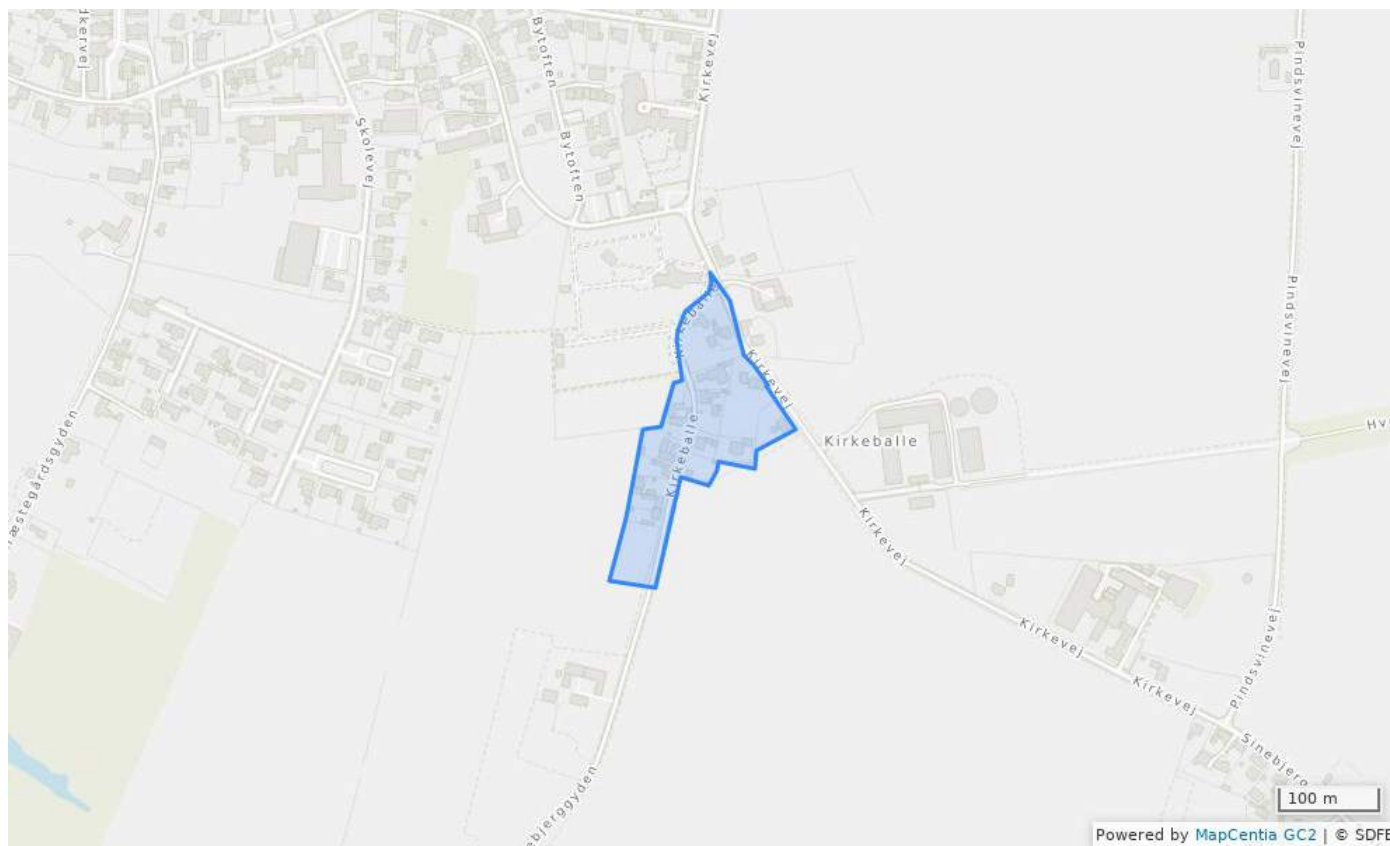 Bytoften
Kirkevej
Pindsvinevej
Skolevej
Bytoften
Kirkeballe
Pindsvinevej
Kirkevej
Kirkeballe
Kirkeballe
Kirkevej
Kirkevej
Pindsvinevej
Kirkevej
100 m
Powered by MapCentia GC2 | © SDFE